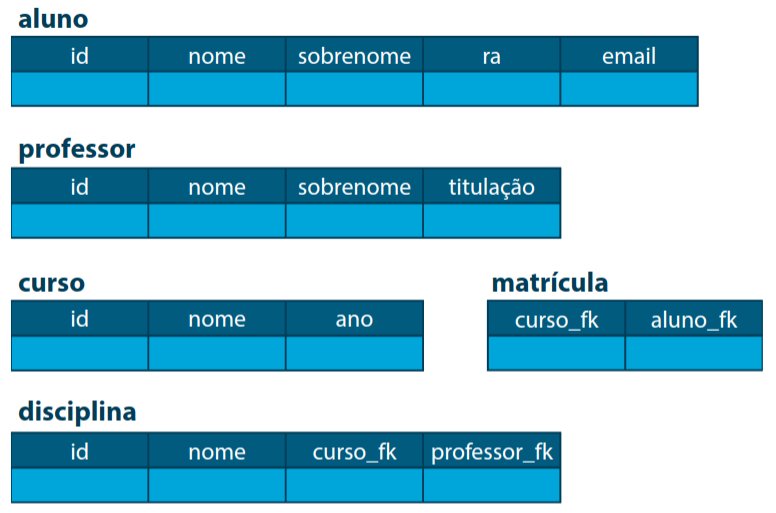 aluno
id nome sobrenome ra email
professor
id nome sobrenome titulação
curso
id nome ano
matrícula
curso_fk aluno_fk
disciplina
id nome curso_fk professor_fk